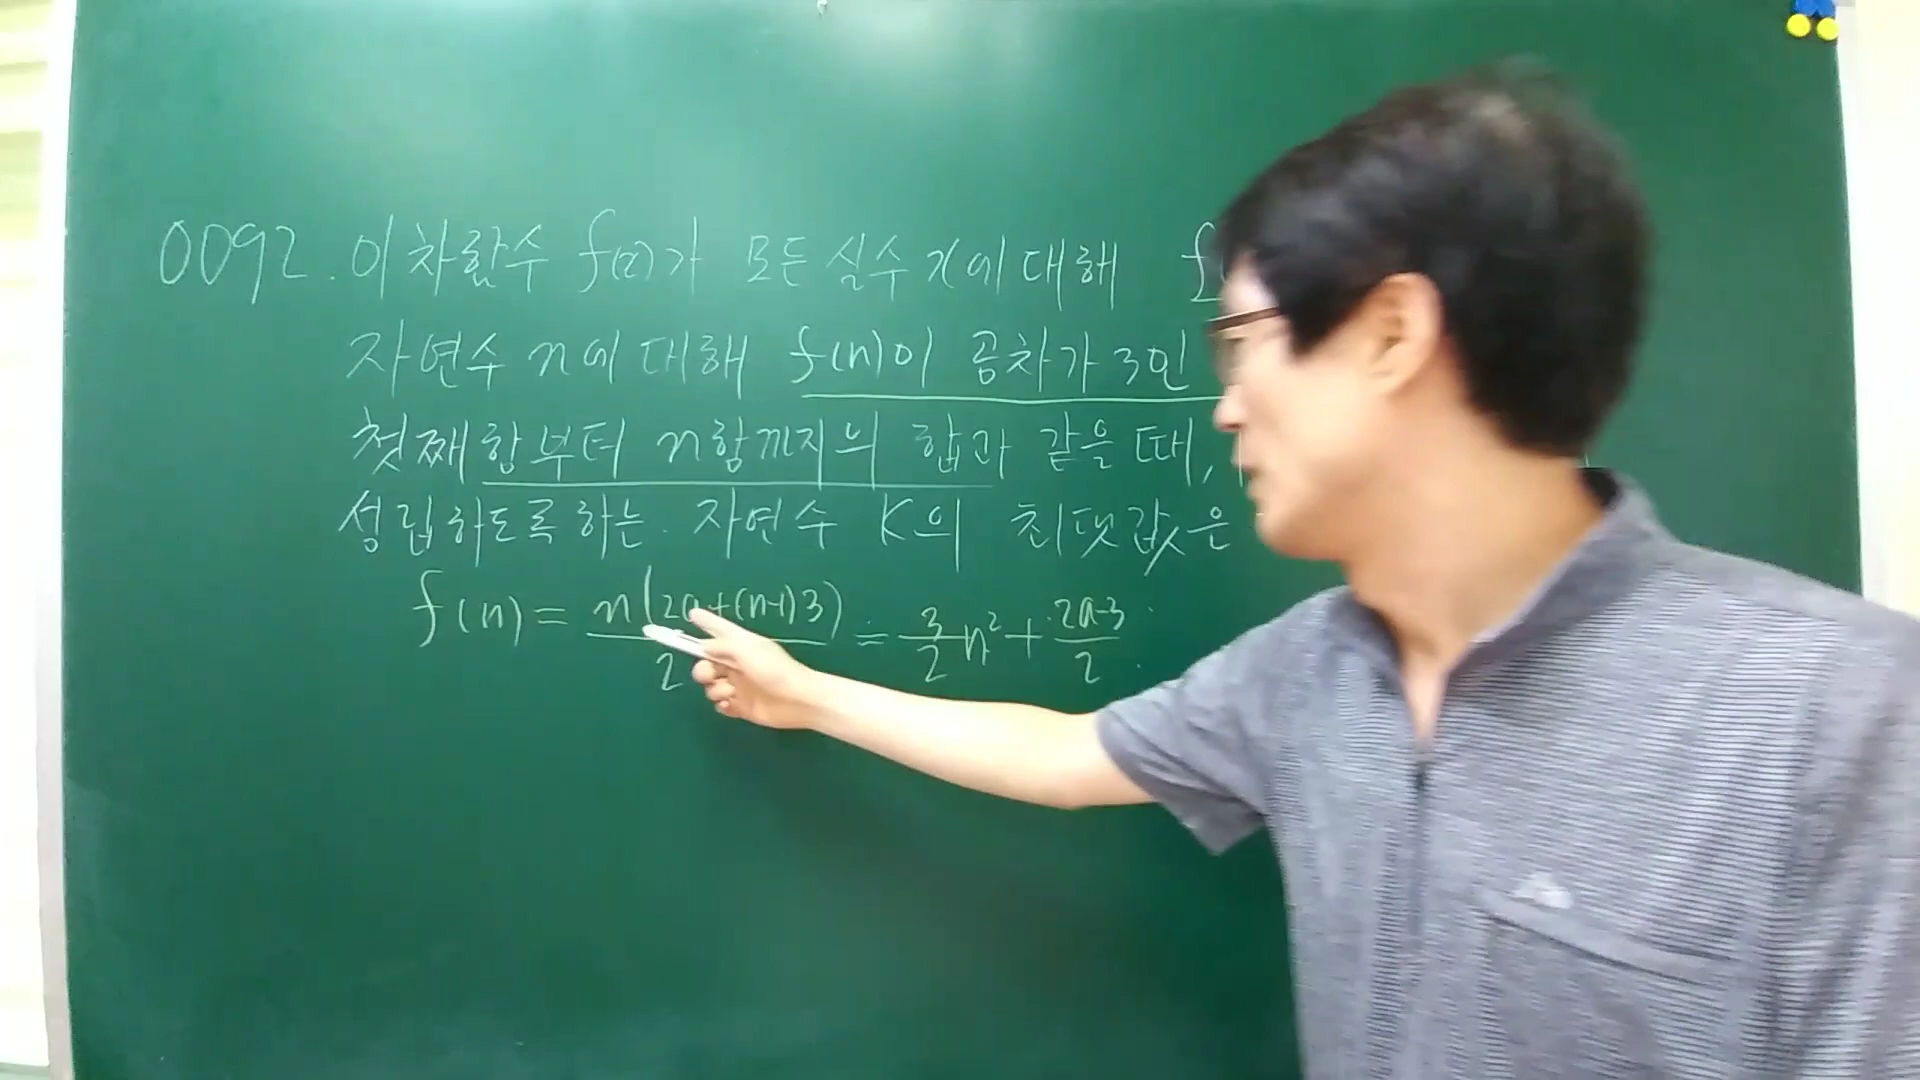 0092. 이차함수 f(x)가 모든 실수 x에 대해 f(
자연수 n에 대해 f(n)이 공차가 3인
첫째항부터 n항까지의 합과 같을 때,
성립하도록 하는 자연수 K의 최댓값은
f(n) = n(2a+(n-1)3)/2 = 3/2 n² + 2a-3/2